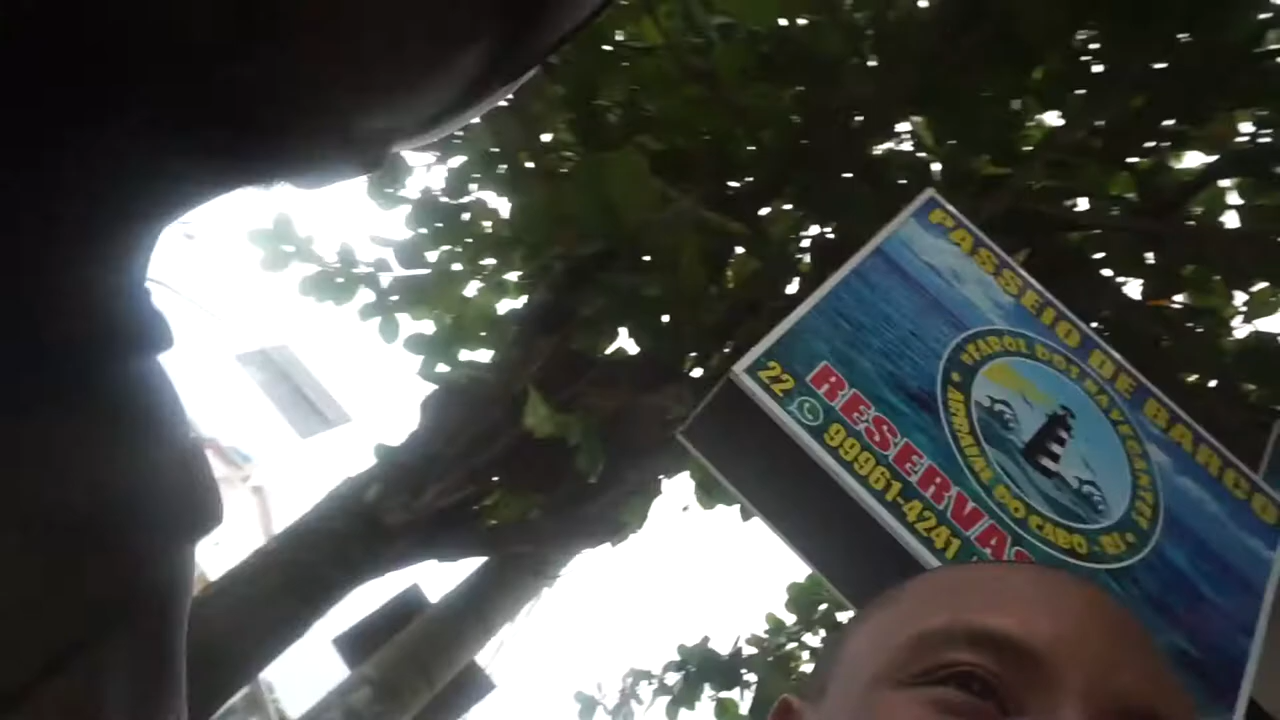 PASSEIO DE BARCO
FAROL DOS NAVEGANTES
ARRAIAL DO CABO - RJ
RESERVAS
22 99961-4241